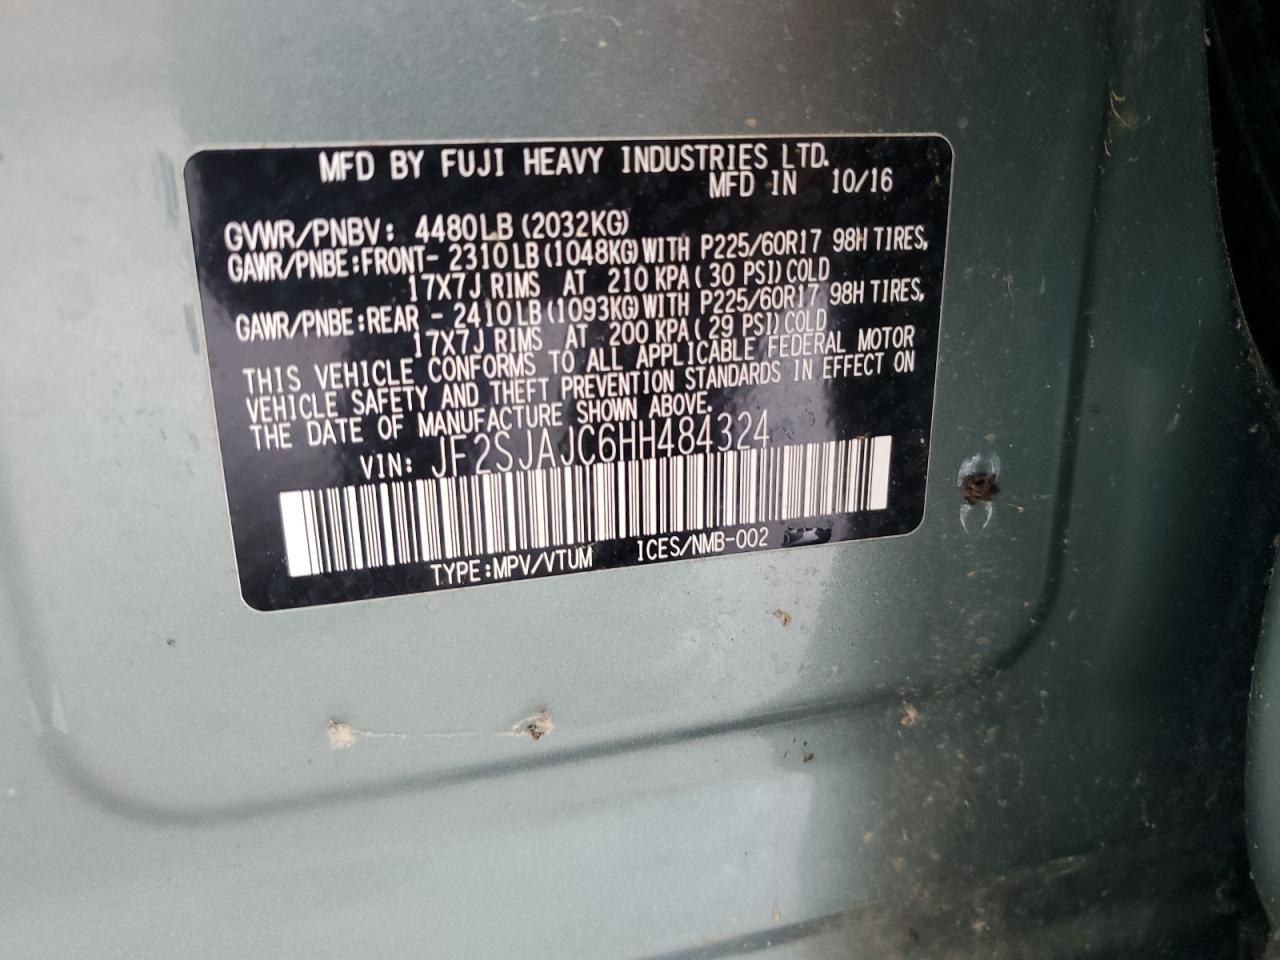 MFD BY FUJI HEAVY INDUSTRIES LTD.
MFD IN 10/16
GVWR/PNBV: 4480LB (2032KG)
GAWR/PNBE:FRONT- 2310LB (1048KG) WITH P225/60R17 98H TIRES,
17X7J RIMS AT 210 KPA (30 PSI) COLD
GAWR/PNBE:REAR - 2410LB (1093KG) WITH P225/60R17 98H TIRES,
17X7J RIMS AT 200 KPA (29 PSI) COLD
THIS VEHICLE CONFORMS TO ALL APPLICABLE FEDERAL MOTOR
VEHICLE SAFETY AND THEFT PREVENTION STANDARDS IN EFFECT ON
THE DATE OF MANUFACTURE SHOWN ABOVE.
VIN: JF2SJAJC6HH484324
TYPE:MPV/VTUM ICES/NMB-002